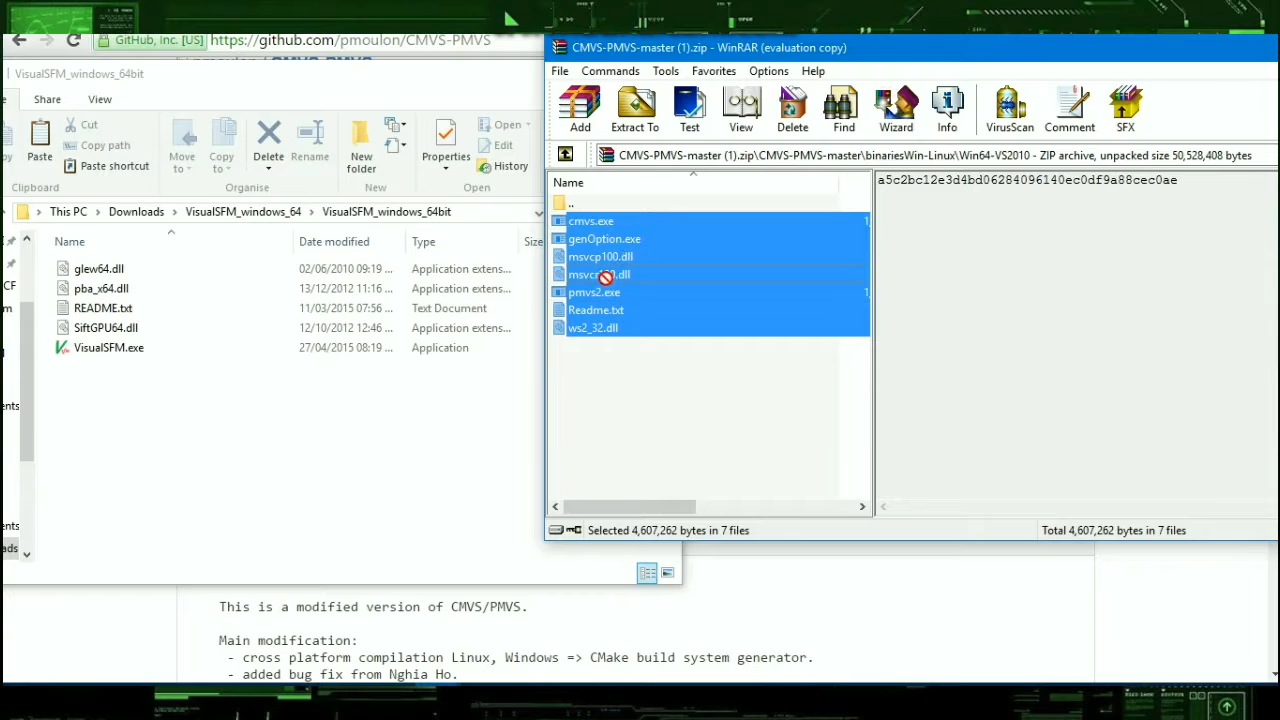 GitHub, Inc. [US]
https://github.com/pmoulon/CMVS-PMVS
VisualSFM_windows_64bit
Share
View
Paste
Cut
Copy path
Paste shortcut
Clipboard
Move to
Copy to
Delete
Rename
Organise
New folder
New
Properties
Open
Edit
History
Open
This PC > Downloads > VisualSFM_windows_64 > VisualSFM_windows_64bit
Name
Date modified
Type
Size
glew64.dll
02/06/2010 09:19 ...
Application extens...
pba_x64.dll
13/12/2012 11:16 ...
Application extens...
README.txt
11/03/2015 07:56 ...
Text Document
SiftGPU64.dll
12/10/2012 12:46 ...
Application extens...
VisualSFM.exe
27/04/2015 08:19 ...
Application
CF
m
ents
ents
ads
CMVS-PMVS-master (1).zip - WinRAR (evaluation copy)
File Commands Tools Favorites Options Help
Add
Extract To
Test
View
Delete
Find
Wizard
Info
VirusScan
Comment
SFX
CMVS-PMVS-master (1).zip\CMVS-PMVS-master\binariesWin-Linux\Win64-VS2010 - ZIP archive, unpacked size 50,528,408 bytes
Name
..
cmvs.exe
genOption.exe
msvcp100.dll
pmvs2.exe
Readme.txt
ws2_32.dll
a5c2bc12e3d4bd06284096140ec0df9a88cec0ae
Selected 4,607,262 bytes in 7 files
Total 4,607,262 bytes in 7 files
This is a modified version of CMVS/PMVS.
Main modification:
- cross platform compilation Linux, Windows => CMake build system generator.
- added bug fix from Nghia Ho.